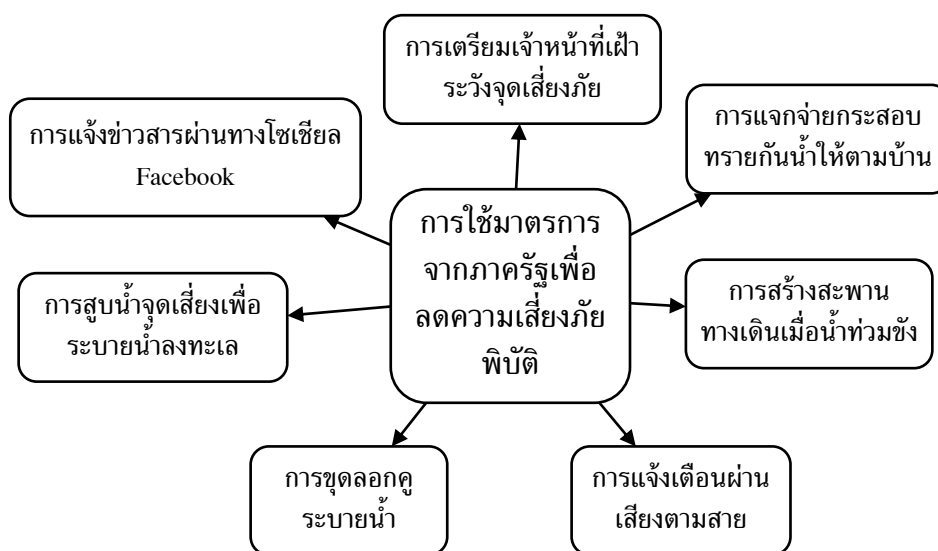 การเตรียมเจ้าหน้าที่เฝ้า
ระวังจุดเสี่ยงภัย
การแจ้งข่าวสารผ่านทางโซเชียล
Facebook
การแจกจ่ายกระสอบ
ทรายกันน้ำให้ตามบ้าน
การใช้มาตรการ
จากภาครัฐเพื่อ
ลดความเสี่ยงภัย
พิบัติ
การสูบน้ำจุดเสี่ยงเพื่อ
ระบายน้ำลงทะเล
การสร้างสะพาน
ทางเดินเมื่อน้ำท่วมขัง
การขุดลอกคู
ระบายน้ำ
การแจ้งเตือนผ่าน
เสียงตามสาย